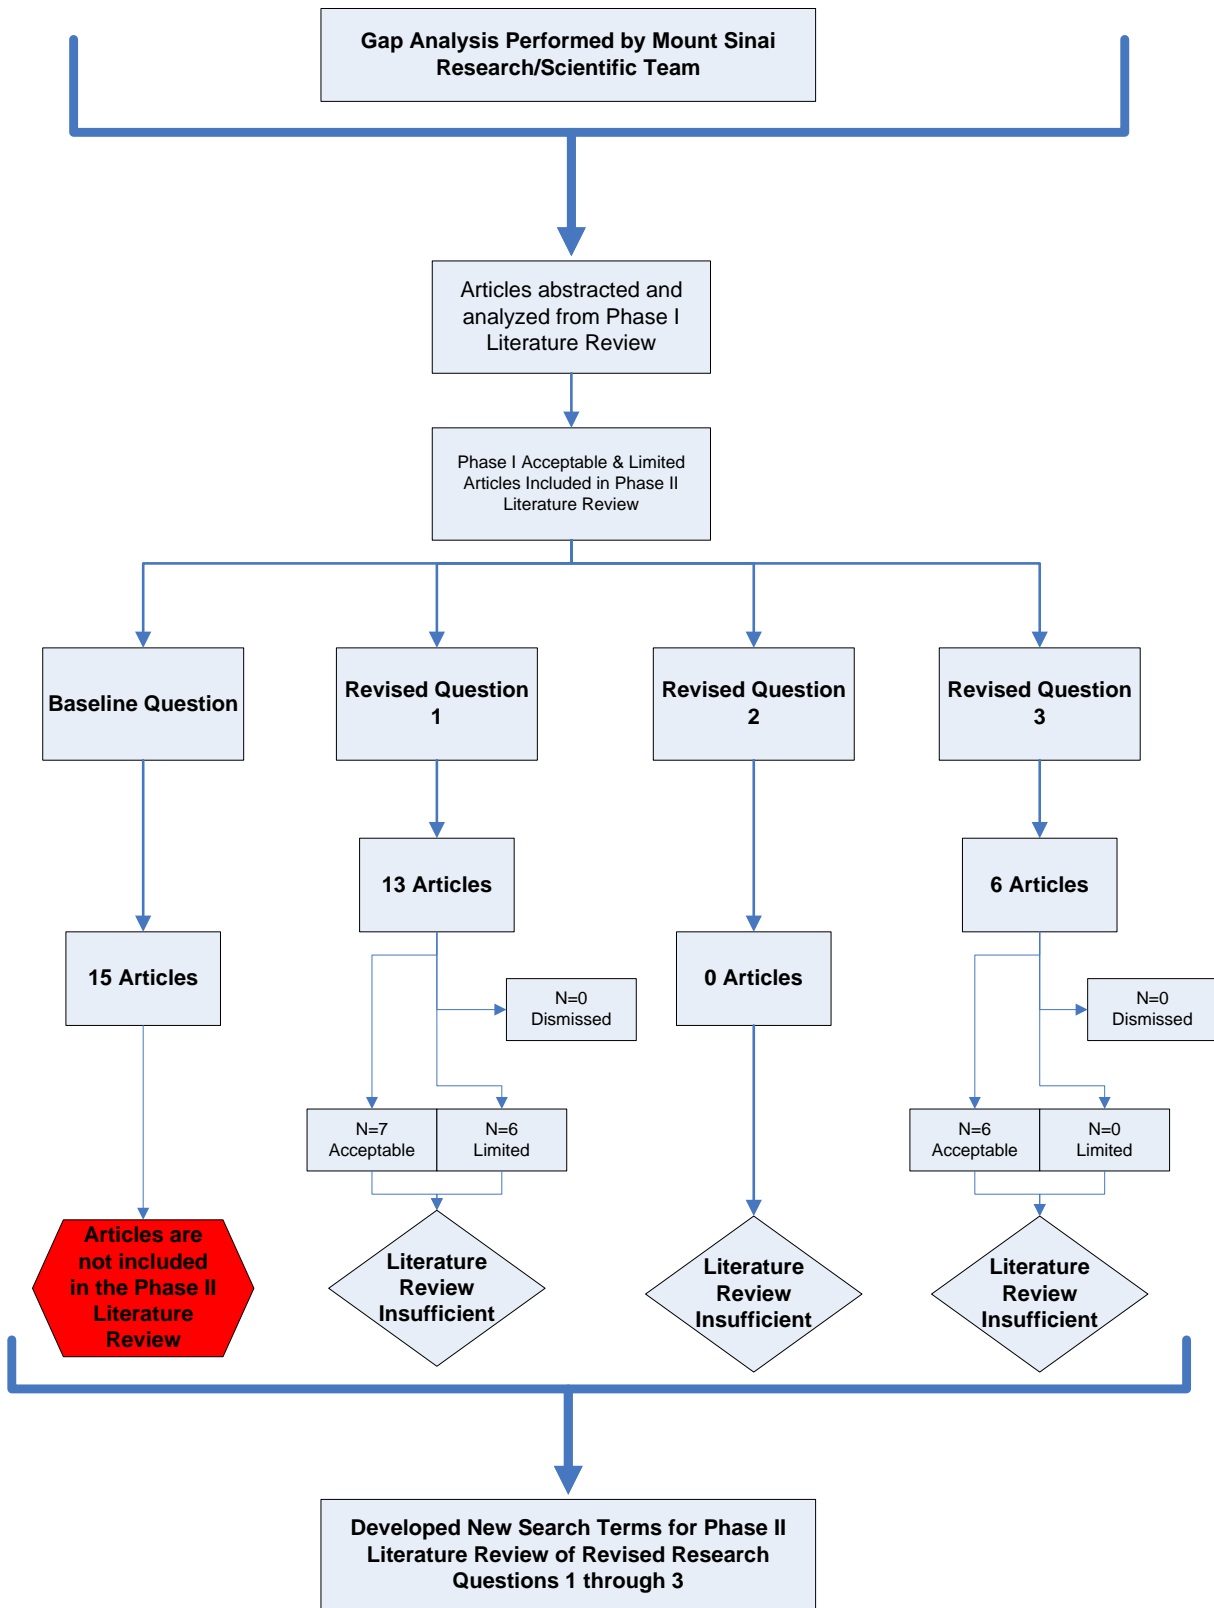 Gap Analysis Performed by Mount Sinai
Research/Scientific Team
Articles abstracted and
analyzed from Phase I
Literature Review
Phase I Acceptable & Limited
Articles Included in Phase II
Literature Review
Baseline Question
Revised Question
1
Revised Question
2
Revised Question
3
13 Articles
6 Articles
15 Articles
0 Articles
N=0
Dismissed
N=0
Dismissed
N=7
Acceptable
N=6
Limited
N=6
Acceptable
N=0
Limited
Articles are
not included
in the Phase II
Literature
Review
Literature
Review
Insufficient
Literature
Review
Insufficient
Literature
Review
Insufficient
Developed New Search Terms for Phase II
Literature Review of Revised Research
Questions 1 through 3